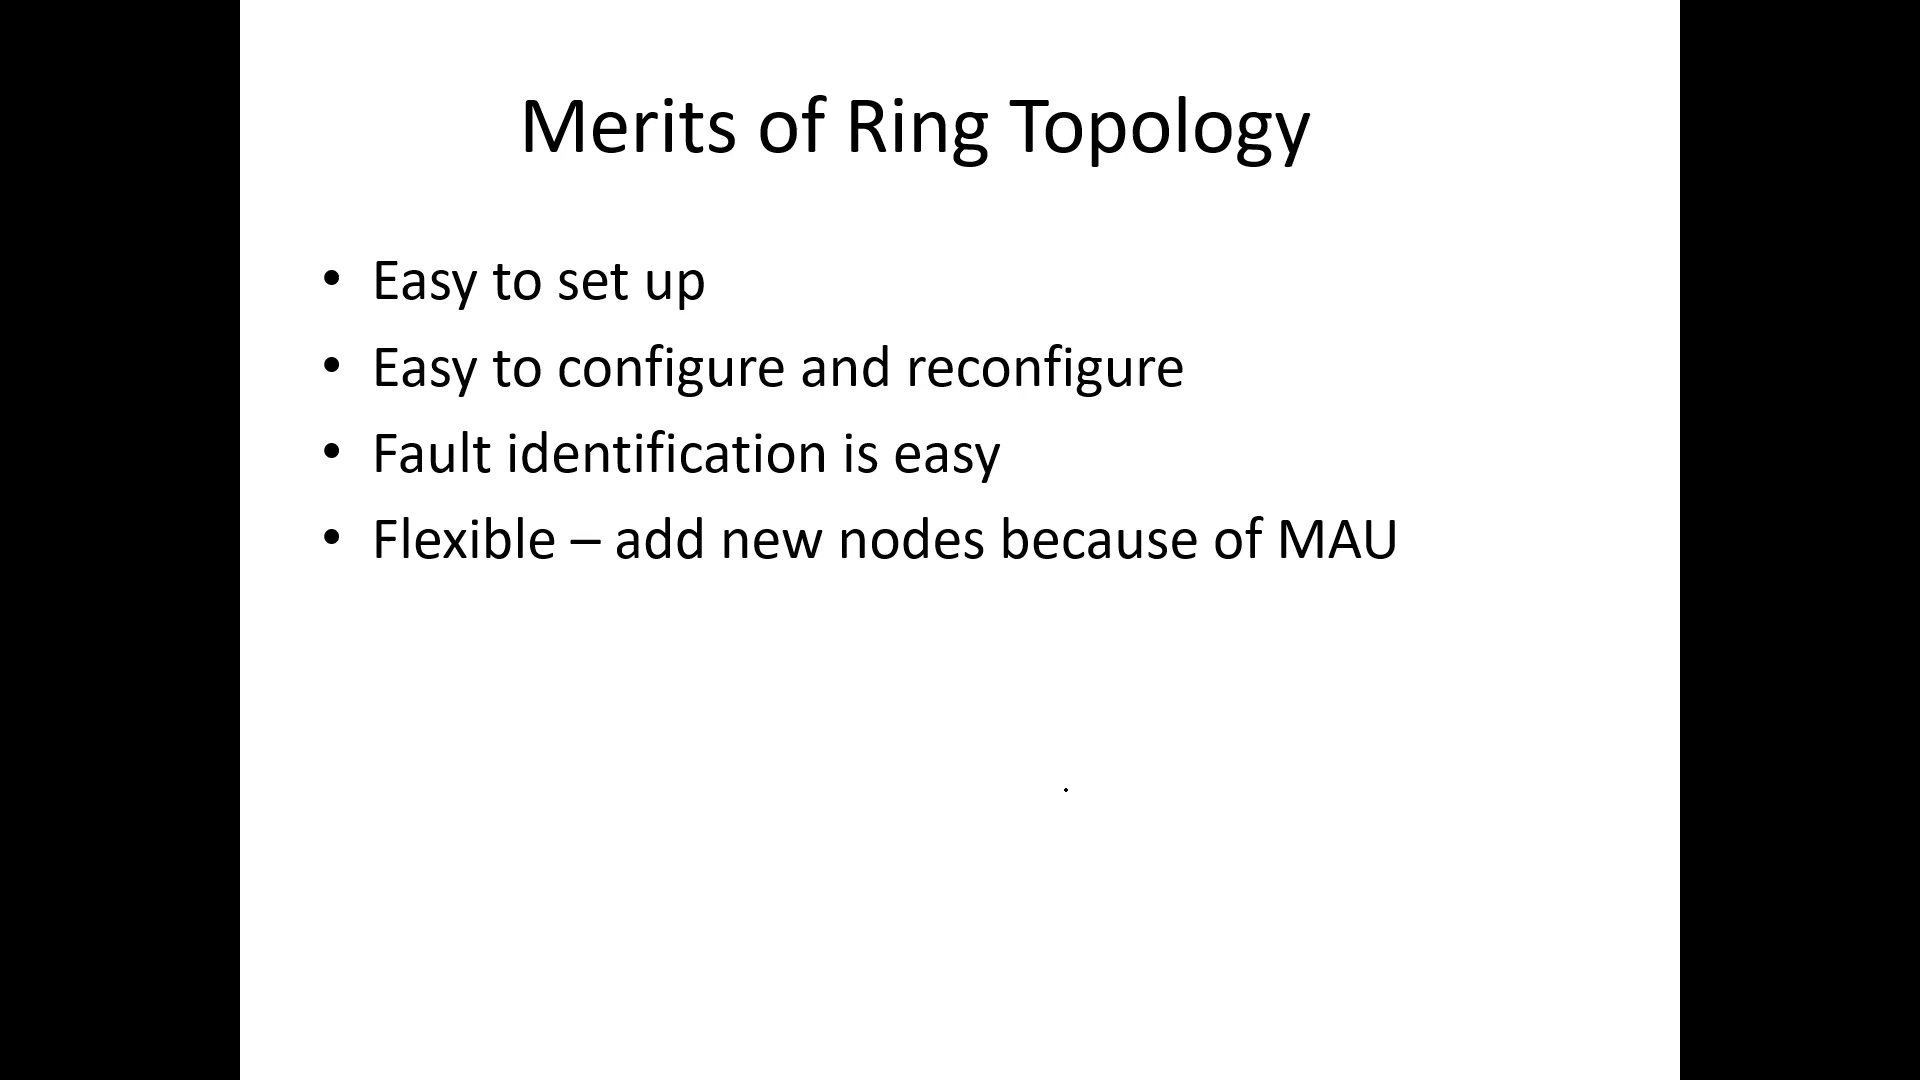 Merits of Ring Topology
• Easy to set up
• Easy to configure and reconfigure
• Fault identification is easy
• Flexible – add new nodes because of MAU